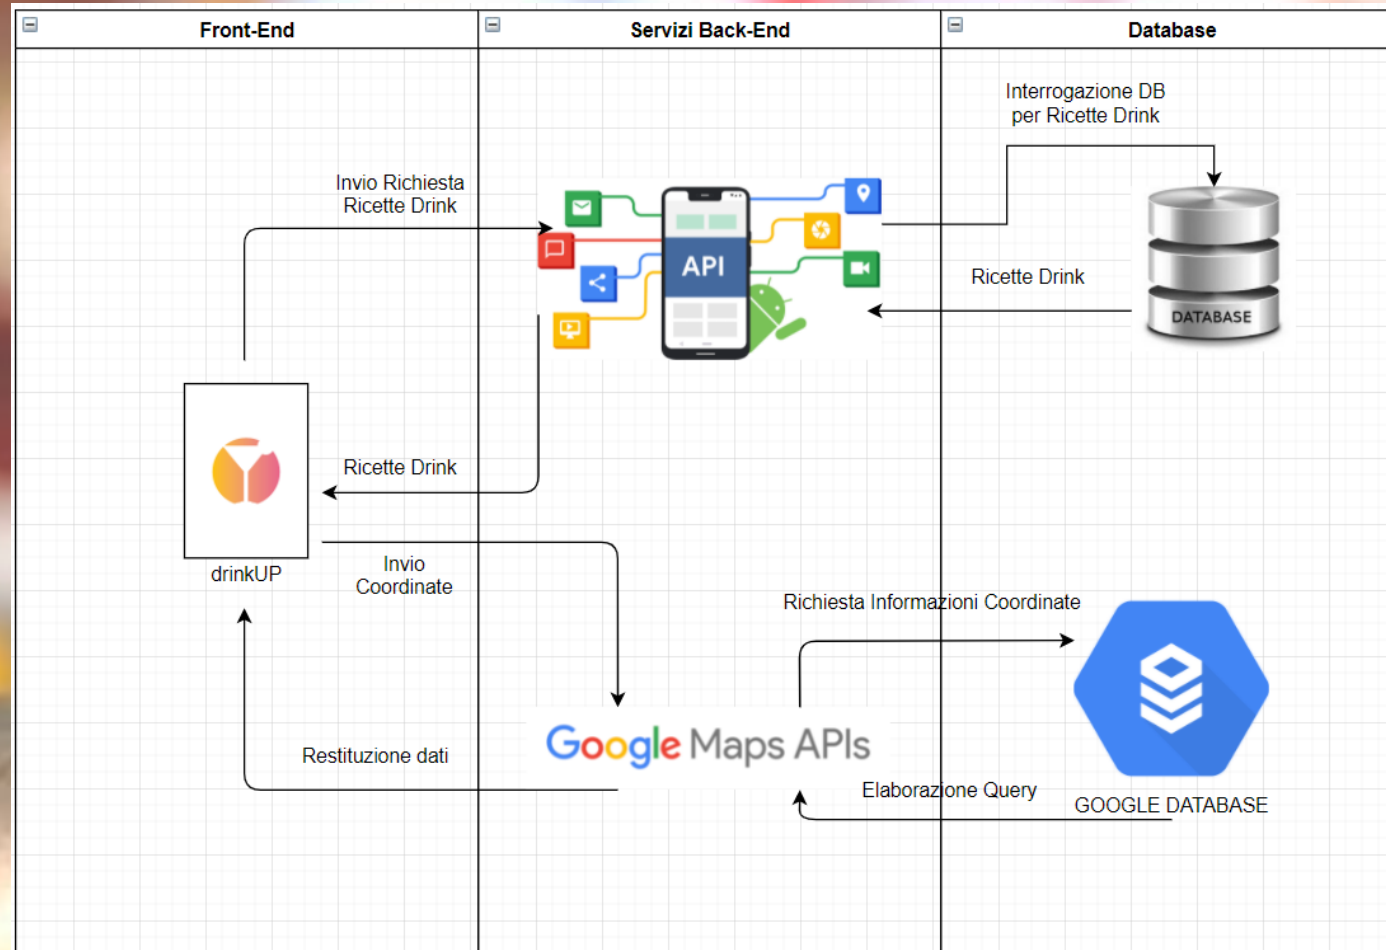 Front-End
Servizi Back-End
Database
Interrogazione DB
per Ricette Drink
Invio Richiesta
Ricette Drink
API
Ricette Drink
DATABASE
Ricette Drink
drinkUP
Invio
Coordinate
Richiesta Informazioni Coordinate
Google Maps APIs
Restituzione dati
Elaborazione Query
GOOGLE DATABASE